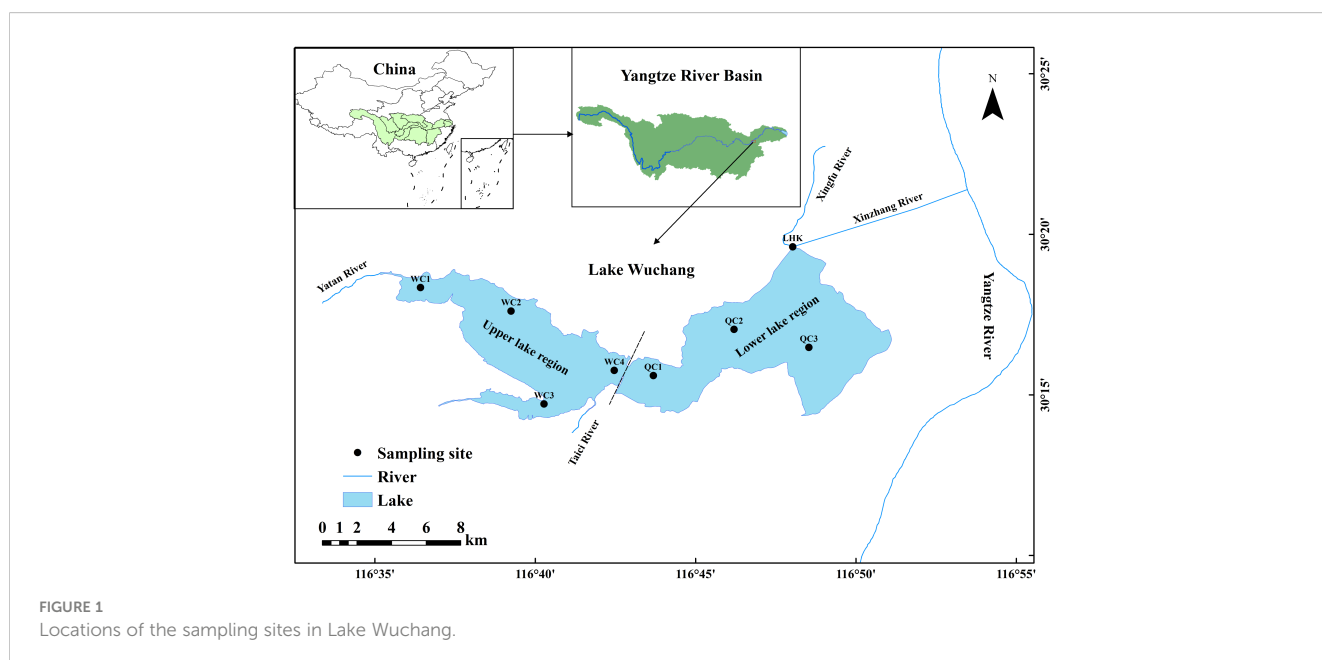 China
Yangtze River Basin
N
30°25'
Xingfu River
Xinzhang River
30°20'
LHK
Lake Wuchang
Yatan River
WC1
WC2
Upper lake region
QC2
Lower lake region
QC3
Yangtze River
WC4
QC1
WC3
30°15'
Taici River
Sampling site
River
Lake
0 1 2 4 6 8
km
116°35' 116°40' 116°45' 116°50' 116°55'
FIGURE 1
Locations of the sampling sites in Lake Wuchang.